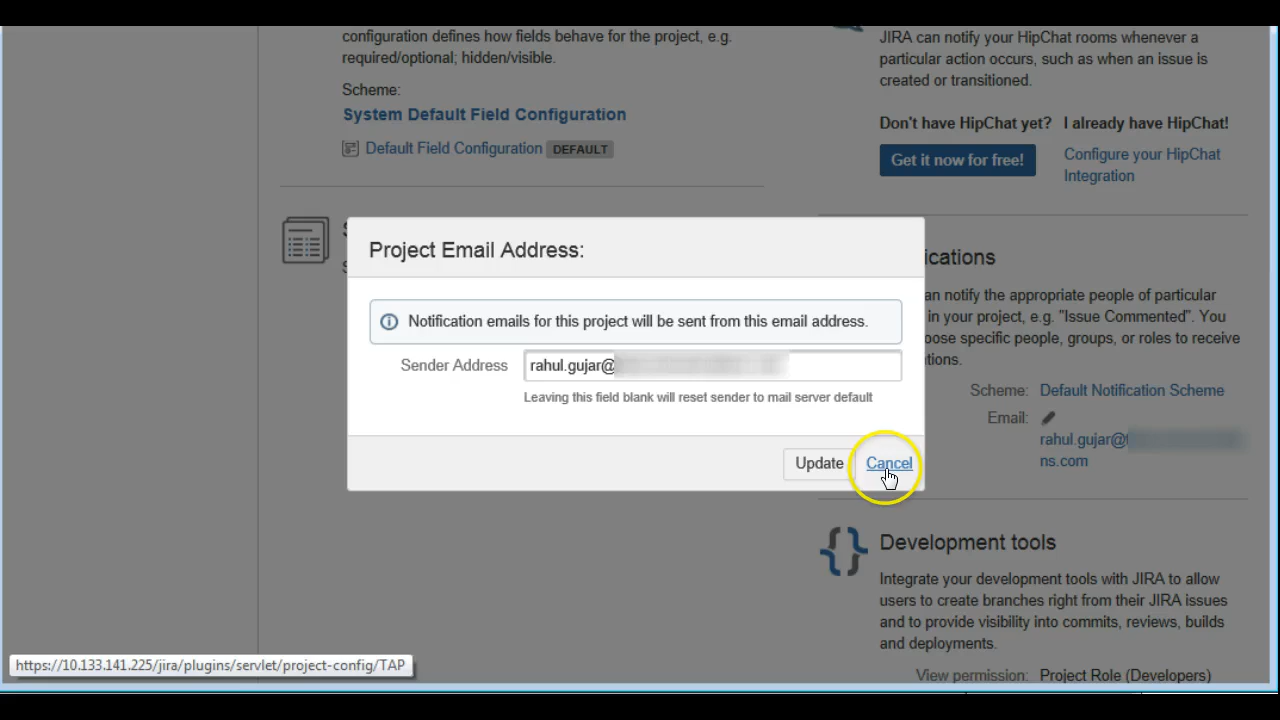 configuration defines how fields behave for the project, e.g.
required/optional; hidden/visible.
Scheme:
System Default Field Configuration
Default Field Configuration DEFAULT
JIRA can notify your HipChat rooms whenever a
particular action occurs, such as when an issue is
created or transitioned.
Don't have HipChat yet? I already have HipChat!
Get it now for free! Configure your HipChat
Integration
Project Email Address:
Notification emails for this project will be sent from this email address.
Sender Address rahul.gujar@
Leaving this field blank will reset sender to mail server default
Update Cancel
ications
an notify the appropriate people of particular
in your project, e.g. "Issue Commented". You
oose specific people, groups, or roles to receive
tions.
Scheme: Default Notification Scheme
Email:
rahul.gujar@
ns.com
Development tools
Integrate your development tools with JIRA to allow
users to create branches right from their JIRA issues
and to provide visibility into commits, reviews, builds
and deployments.
View permission: Project Role (Developers)
https://10.133.141.225/jira/plugins/servlet/project-config/TAP